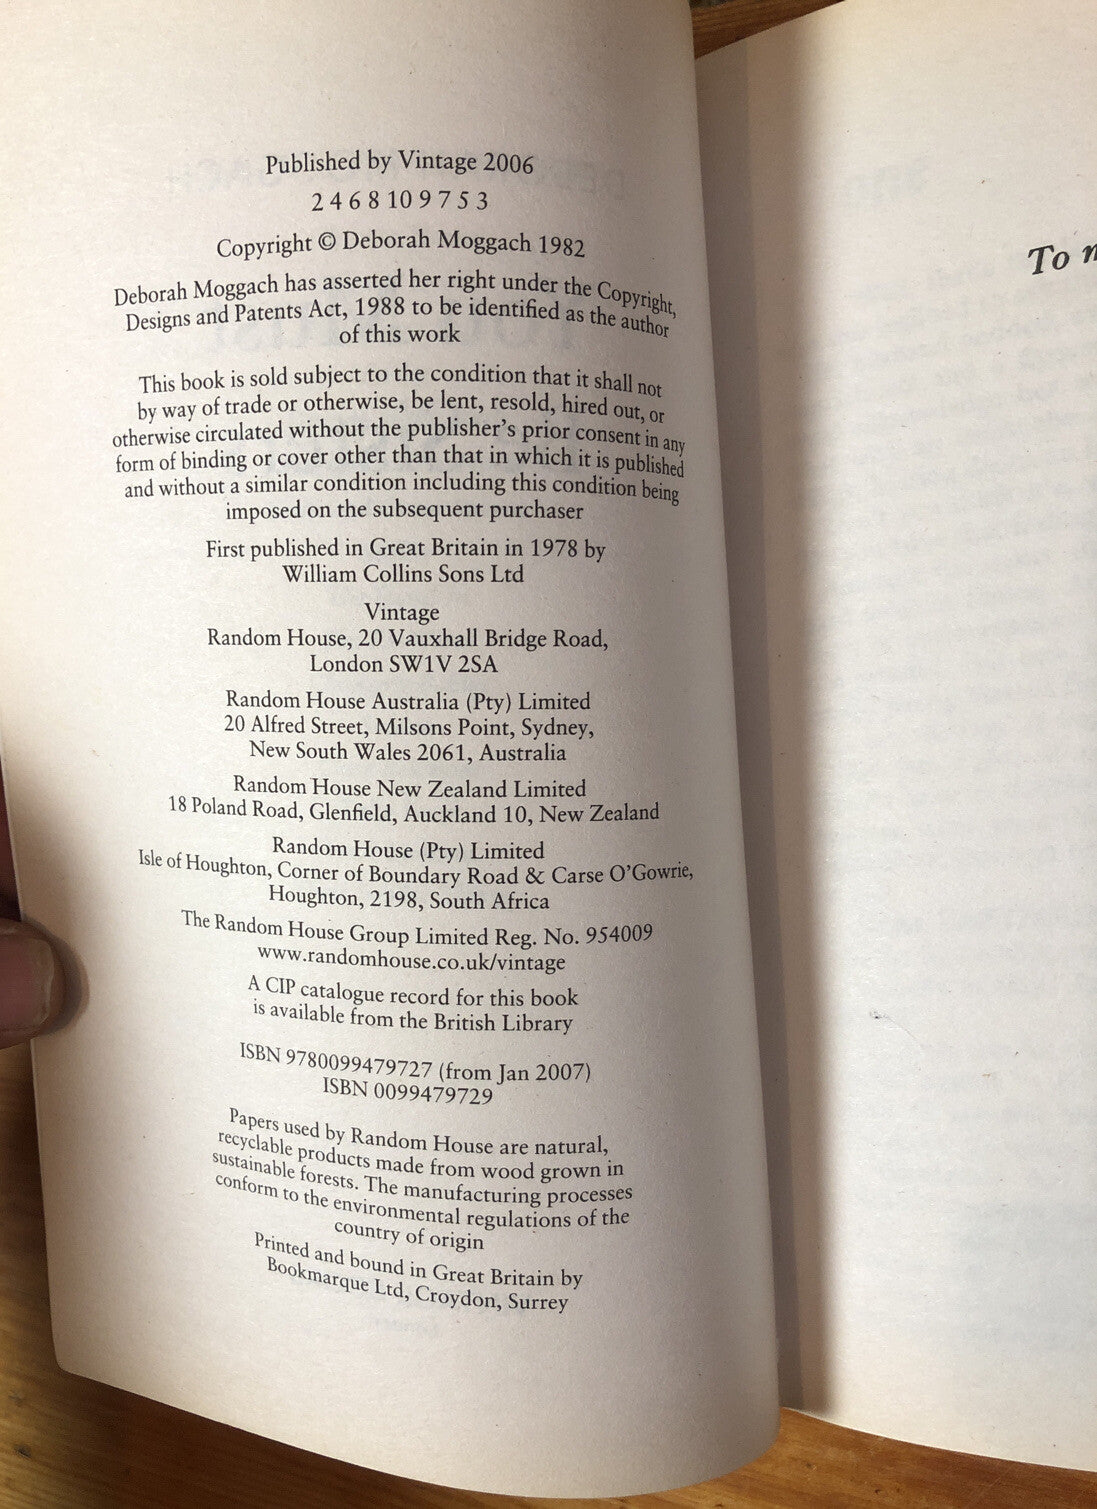 Published by Vintage 2006
2 4 6 8 10 9 7 5 3
Copyright © Deborah Moggach 1982
Deborah Moggach has asserted her right under the Copyright,
Designs and Patents Act, 1988 to be identified as the author
of this work
This book is sold subject to the condition that it shall not
by way of trade or otherwise, be lent, resold, hired out, or
otherwise circulated without the publisher's prior consent in any
form of binding or cover other than that in which it is published
and without a similar condition including this condition being
imposed on the subsequent purchaser
First published in Great Britain in 1978 by
William Collins Sons Ltd
Vintage
Random House, 20 Vauxhall Bridge Road,
London SW1V 2SA
Random House Australia (Pty) Limited
20 Alfred Street, Milsons Point, Sydney,
New South Wales 2061, Australia
Random House New Zealand Limited
18 Poland Road, Glenfield, Auckland 10, New Zealand
Random House (Pty) Limited
Isle of Houghton, Corner of Boundary Road & Carse O'Gowrie,
Houghton, 2198, South Africa
The Random House Group Limited Reg. No. 954009
www.randomhouse.co.uk/vintage
A CIP catalogue record for this book
is available from the British Library
ISBN 9780099479727 (from Jan 2007)
ISBN 0099479729
Papers used by Random House are natural,
recyclable products made from wood grown in
sustainable forests. The manufacturing processes
conform to the environmental regulations of the
country of origin
Printed and bound in Great Britain by
Bookmarque Ltd, Croydon, Surrey
To